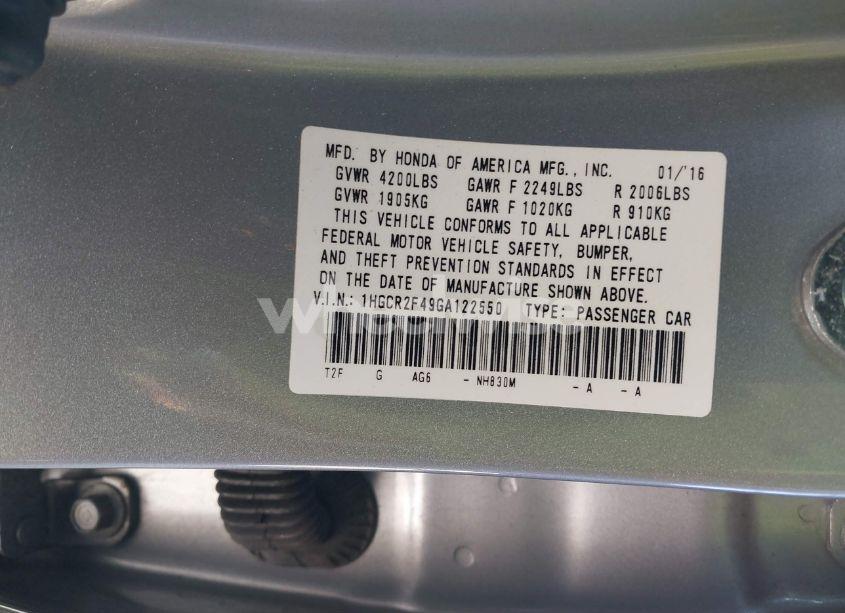 MFD. BY HONDA OF AMERICA MFG., INC. 01/'16
GVWR 4200LBS GAWR F 2249LBS R 2006LBS
GVWR 1905KG GAWR F 1020KG R 910KG
THIS VEHICLE CONFORMS TO ALL APPLICABLE
FEDERAL MOTOR VEHICLE SAFETY, BUMPER,
AND THEFT PREVENTION STANDARDS IN EFFECT
ON THE DATE OF MANUFACTURE SHOWN ABOVE.
V.I.N.: 1HGCR2F49GA122550 TYPE: PASSENGER CAR
wheelwise
T2F G AG6 - NH830M - A - A